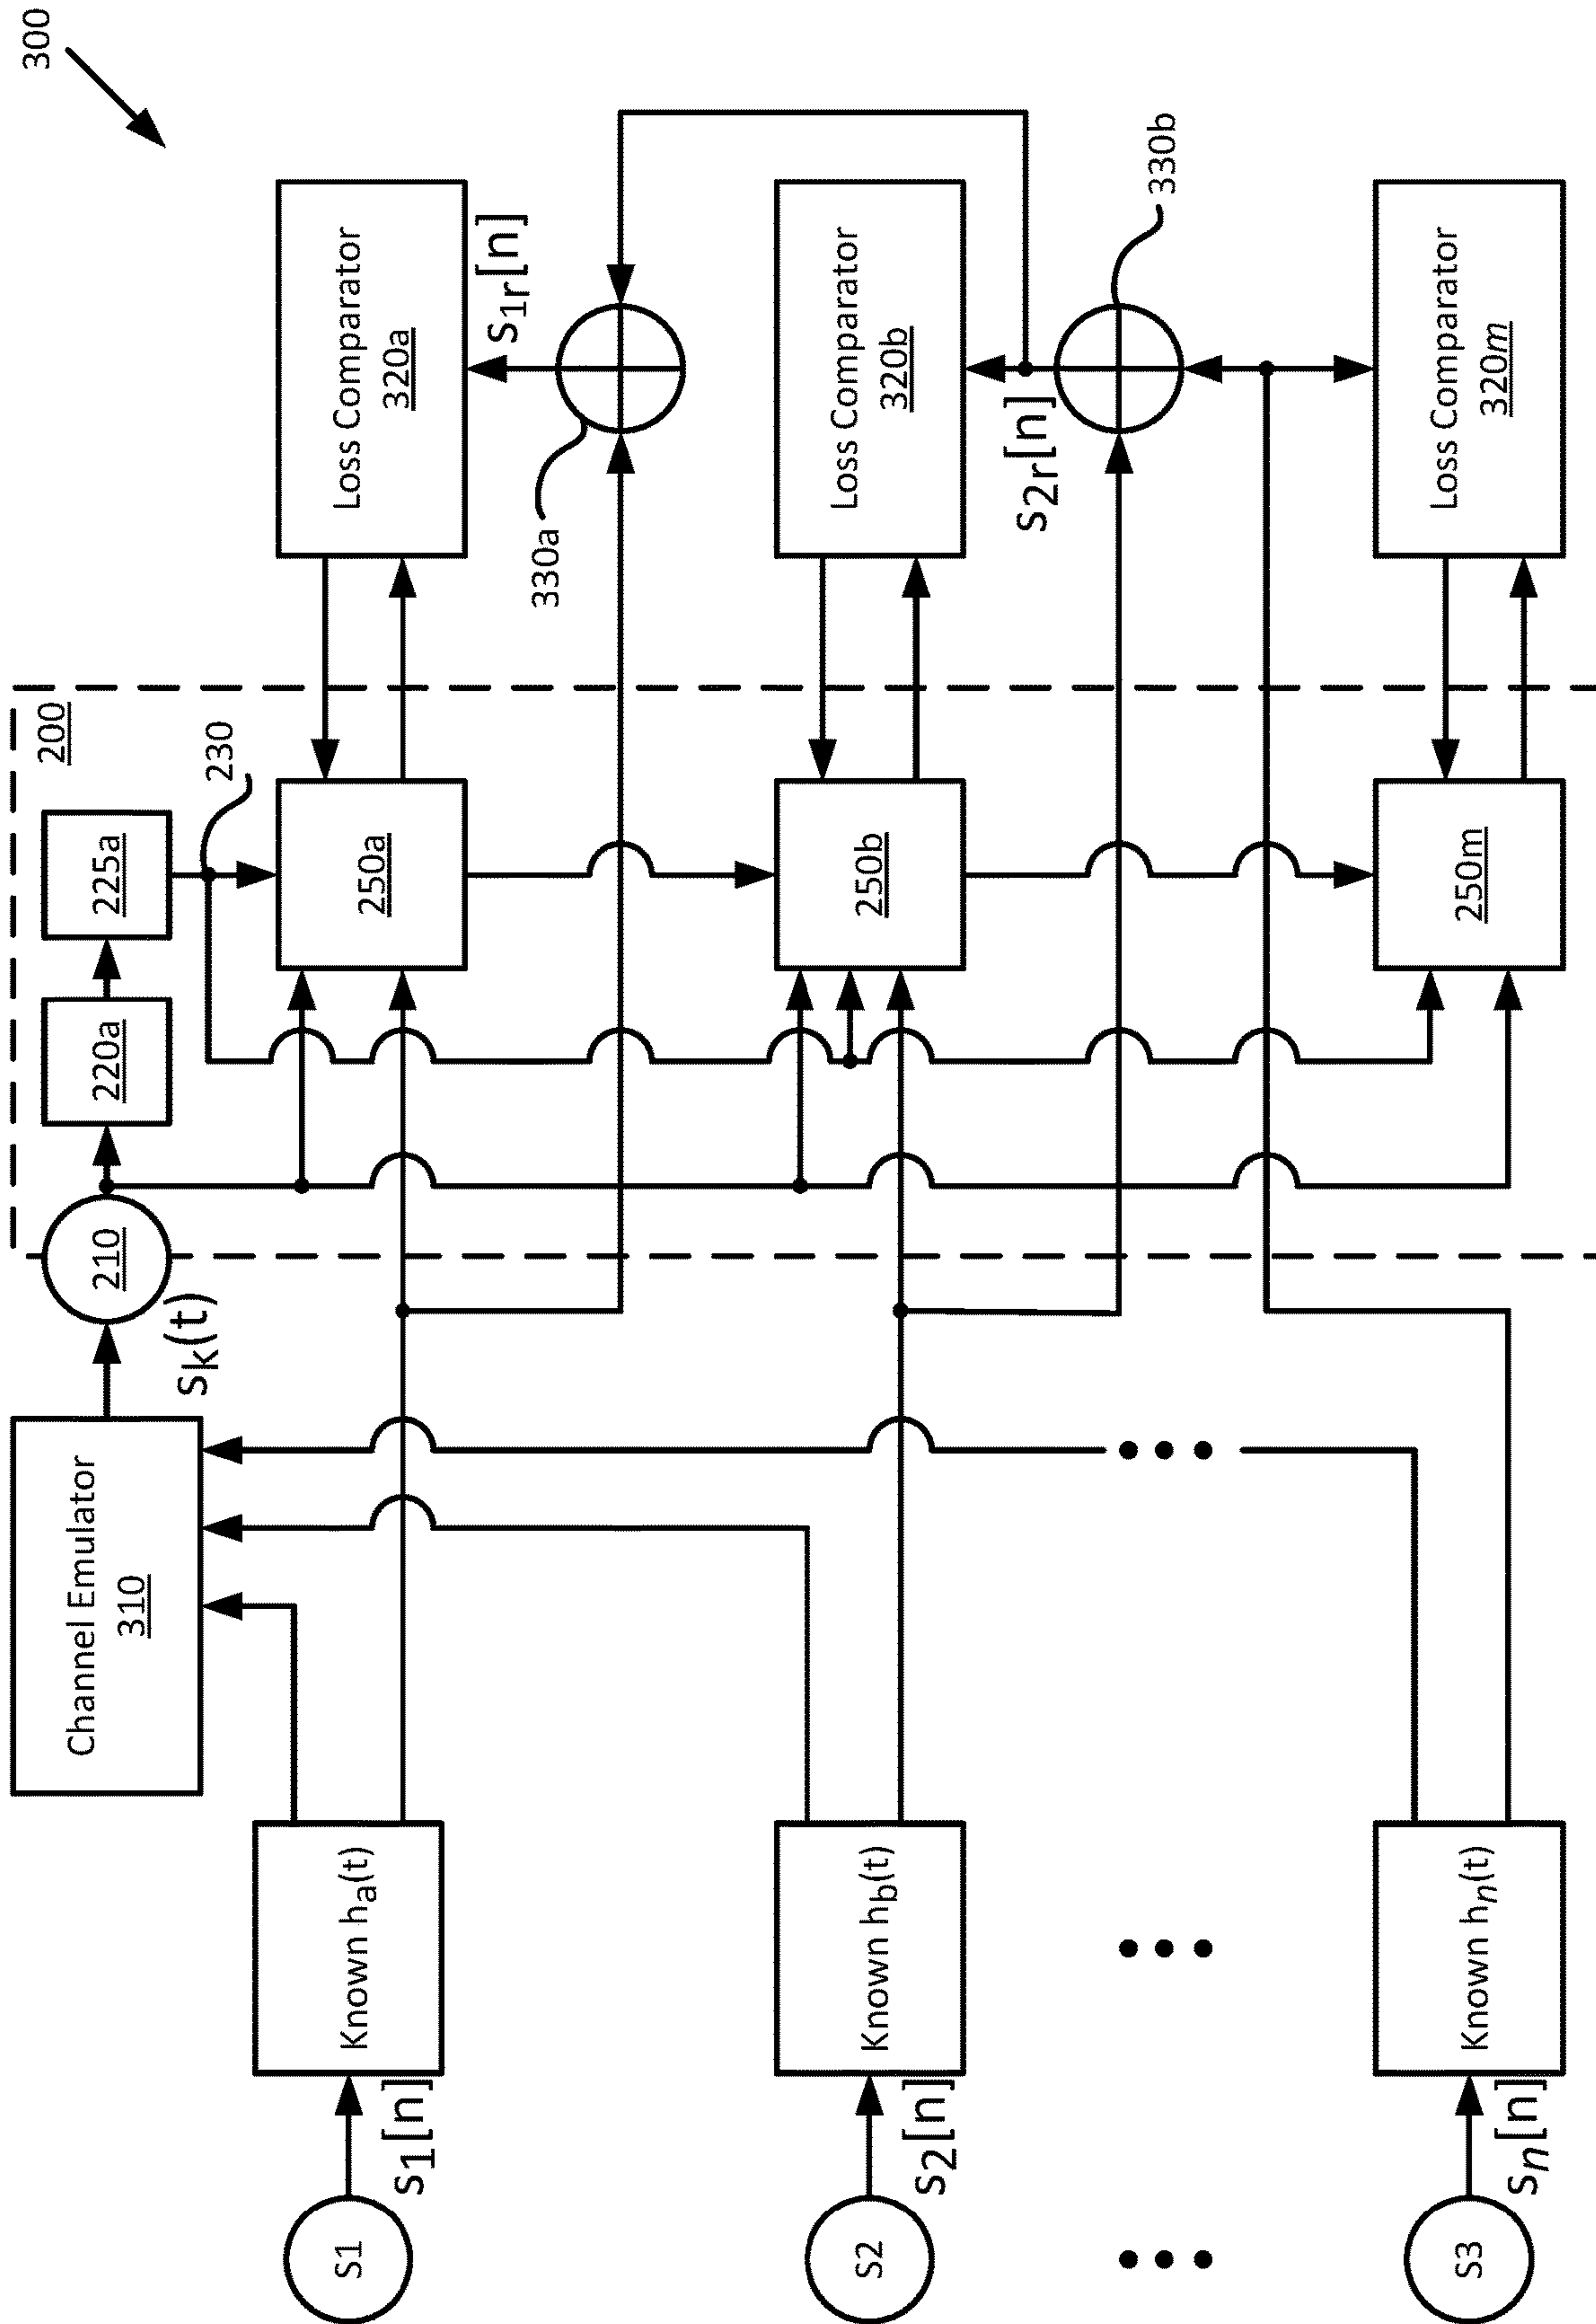 300
Channel Emulator
310
sk(t)
210
220a
225a
200
230
S1
s1[n]
Known ha(t)
250a
Loss Comparator
320a
s1r[n]
330a
S2
s2[n]
Known hb(t)
250b
Loss Comparator
320b
s2r[n]
330b
S3
sn[n]
Known hn(t)
250m
Loss Comparator
320m